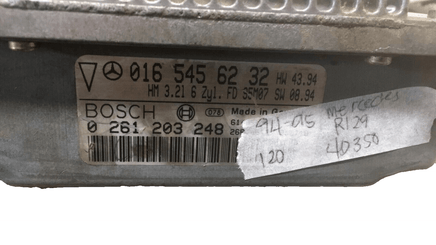 016 545 62 32 HW 43.94
HM 3.21 6 Zyl. FD 35M07 SW 08.94
BOSCH 078 Made in G
0 261 203 248
94-95 Mercedes
R129
120 40350